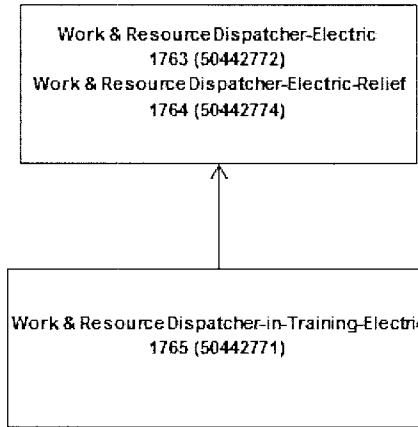 Work & Resource Dispatcher-Electric
1763 (50442772)
Work & Resource Dispatcher-Electric-Relief
1764 (50442774)
Work & Resource Dispatcher-in-Training-Electric
1765 (50442771)